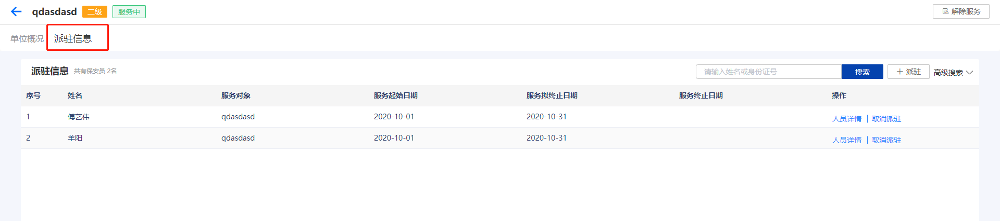 qdasdasd 二级 服务中 解除服务
单位概况 派驻信息
派驻信息 共有保安员 2名 请输入姓名或身份证号 搜索 派驻 高级搜索
序号 姓名 服务对象 服务起始日期 服务拟终止日期 服务终止日期 操作
1 傅艺伟 qdasdasd 2020-10-01 2020-10-31 人员详情 取消派驻
2 羊阳 qdasdasd 2020-10-01 2020-10-31 人员详情 取消派驻